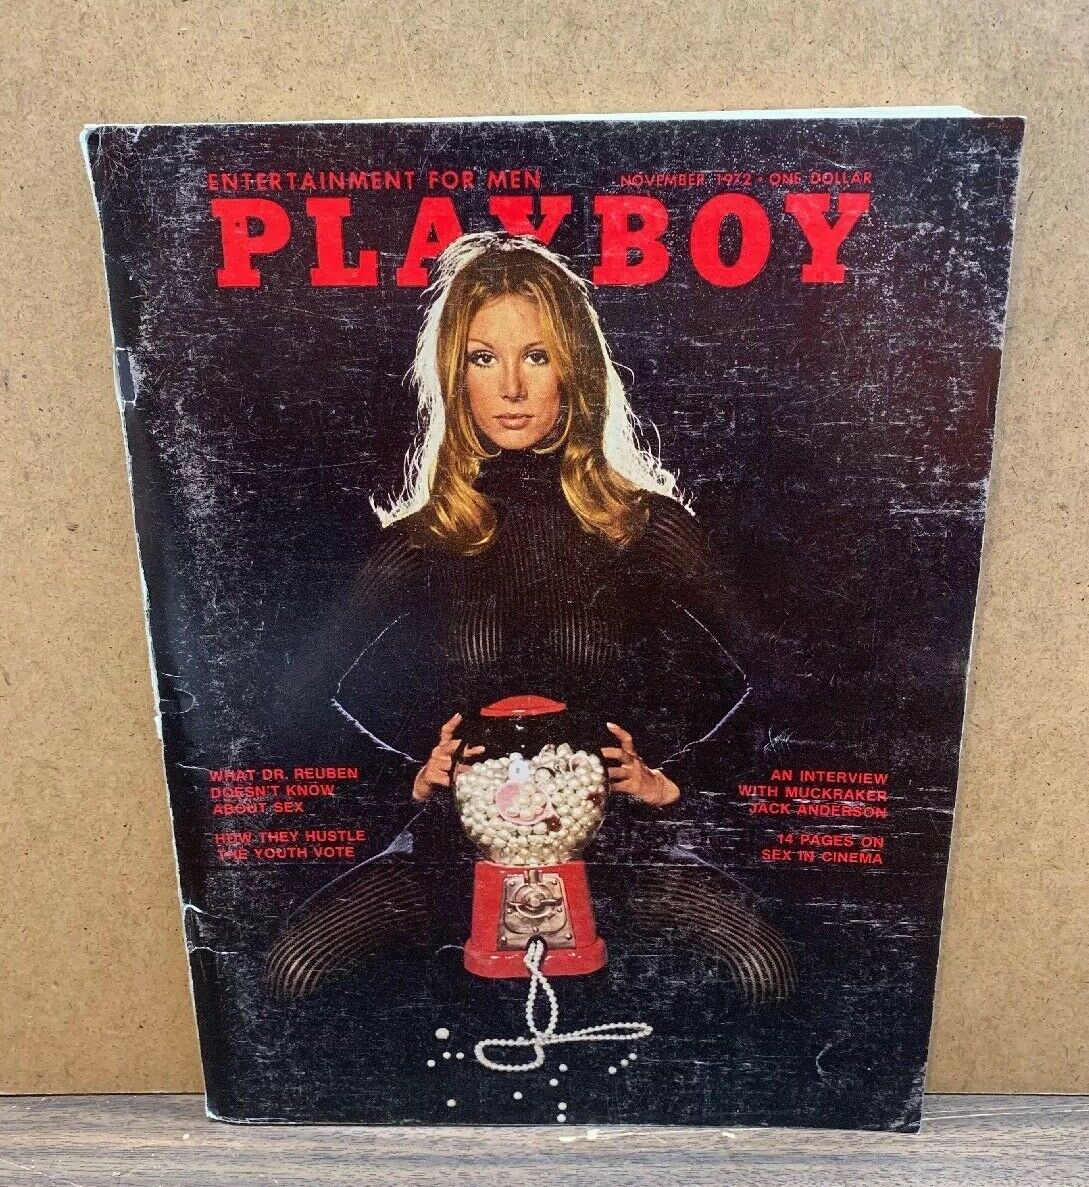 ENTERTAINMENT FOR MEN
NOVEMBER 1972 • ONE DOLLAR
PLAYBOY
WHAT DR. REUBEN
DOESN'T KNOW
ABOUT SEX
HOW THEY HUSTLE
THE YOUTH VOTE
AN INTERVIEW
WITH MUCKRAKER
JACK ANDERSON
14 PAGES ON
SEX IN CINEMA